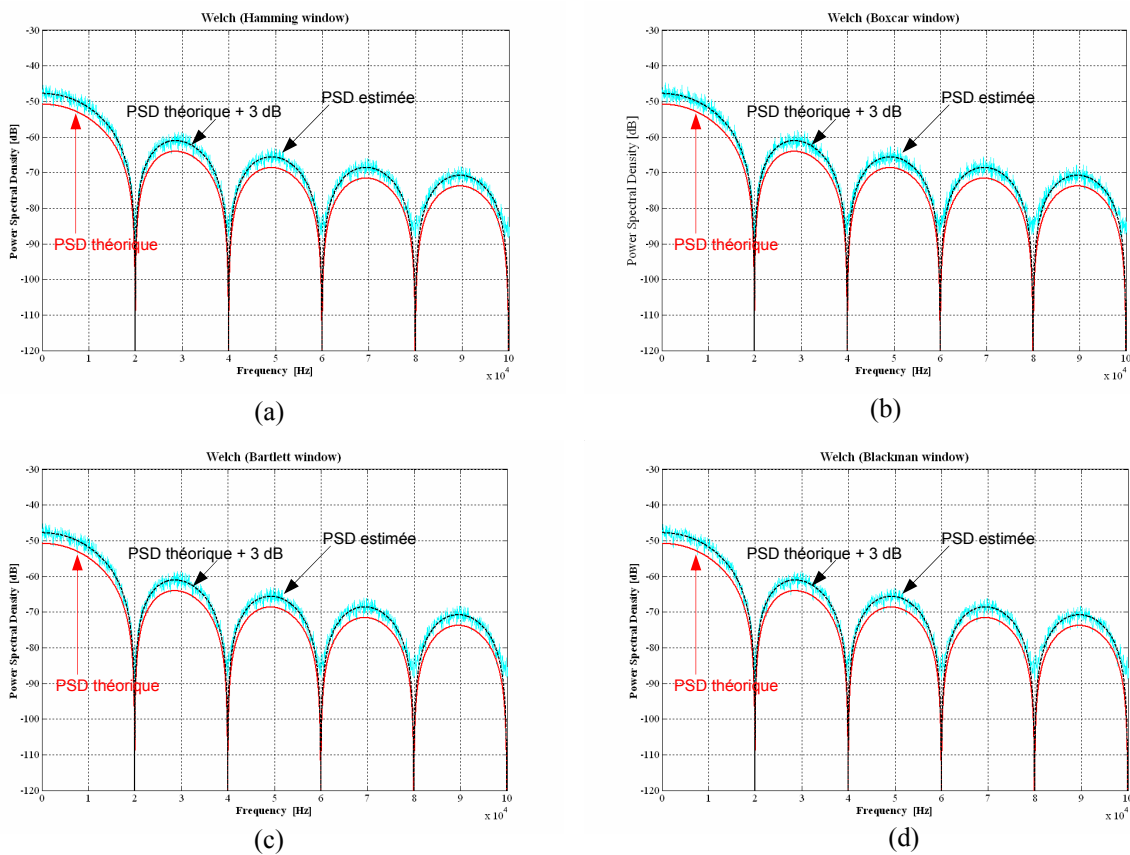 Welch (Hamming window)
-30
-40
-50
-60
-70
-80
-90
-100
-110
-120
Power Spectral Density [dB]
PSD théorique + 3 dB
PSD estimée
PSD théorique
0 1 2 3 4 5 6 7 8 9 10
Frequency [Hz]
x 10^4
(a)
Welch (Boxcar window)
-30
-40
-50
-60
-70
-80
-90
-100
-110
-120
Power Spectral Density [dB]
PSD théorique + 3 dB
PSD estimée
PSD théorique
0 1 2 3 4 5 6 7 8 9 10
Frequency [Hz]
x 10^4
(b)
Welch (Bartlett window)
-30
-40
-50
-60
-70
-80
-90
-100
-110
-120
Power Spectral Density [dB]
PSD théorique + 3 dB
PSD estimée
PSD théorique
0 1 2 3 4 5 6 7 8 9 10
Frequency [Hz]
x 10^4
(c)
Welch (Blackman window)
-30
-40
-50
-60
-70
-80
-90
-100
-110
-120
Power Spectral Density [dB]
PSD théorique + 3 dB
PSD estimée
PSD théorique
0 1 2 3 4 5 6 7 8 9 10
Frequency [Hz]
x 10^4
(d)